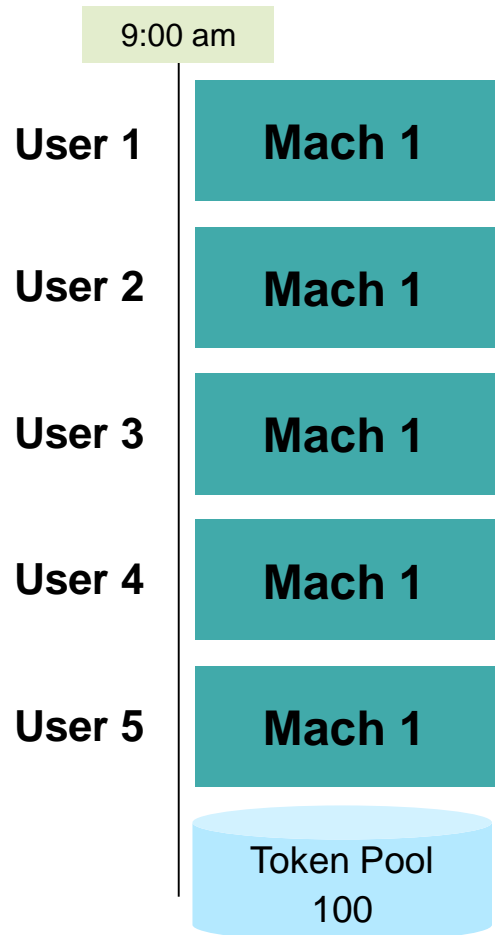 9:00 am
User 1 Mach 1
User 2 Mach 1
User 3 Mach 1
User 4 Mach 1
User 5 Mach 1
Token Pool
100